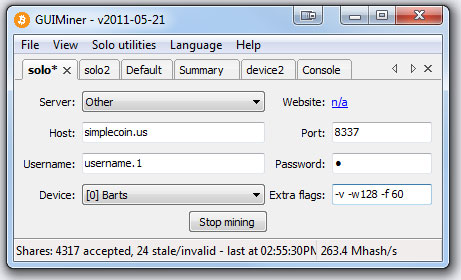 GUIMiner - v2011-05-21
File View Solo utilities Language Help
solo* solo2 Default Summary device2 Console
Server: Other Website: n/a
Host: simplecoin.us Port: 8337
Username: username.1 Password: ●
Device: [0] Barts Extra flags: -v -w128 -f 60
Stop mining
Shares: 4317 accepted, 24 stale/invalid - last at 02:55:30PM 263.4 Mhash/s